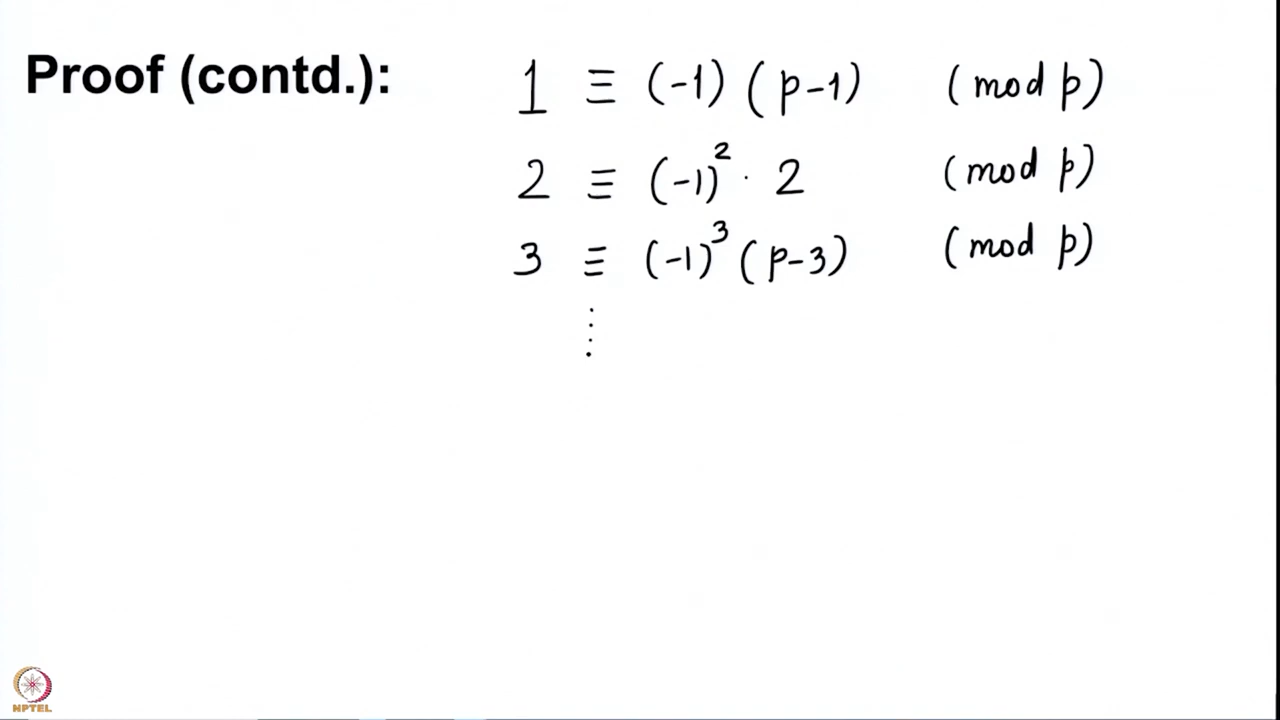 Proof (contd.): 1 ≡ (-1) (p-1) (mod p)
2 ≡ (-1)² · 2 (mod p)
3 ≡ (-1)³ (p-3) (mod p)
⋮
NPTEL